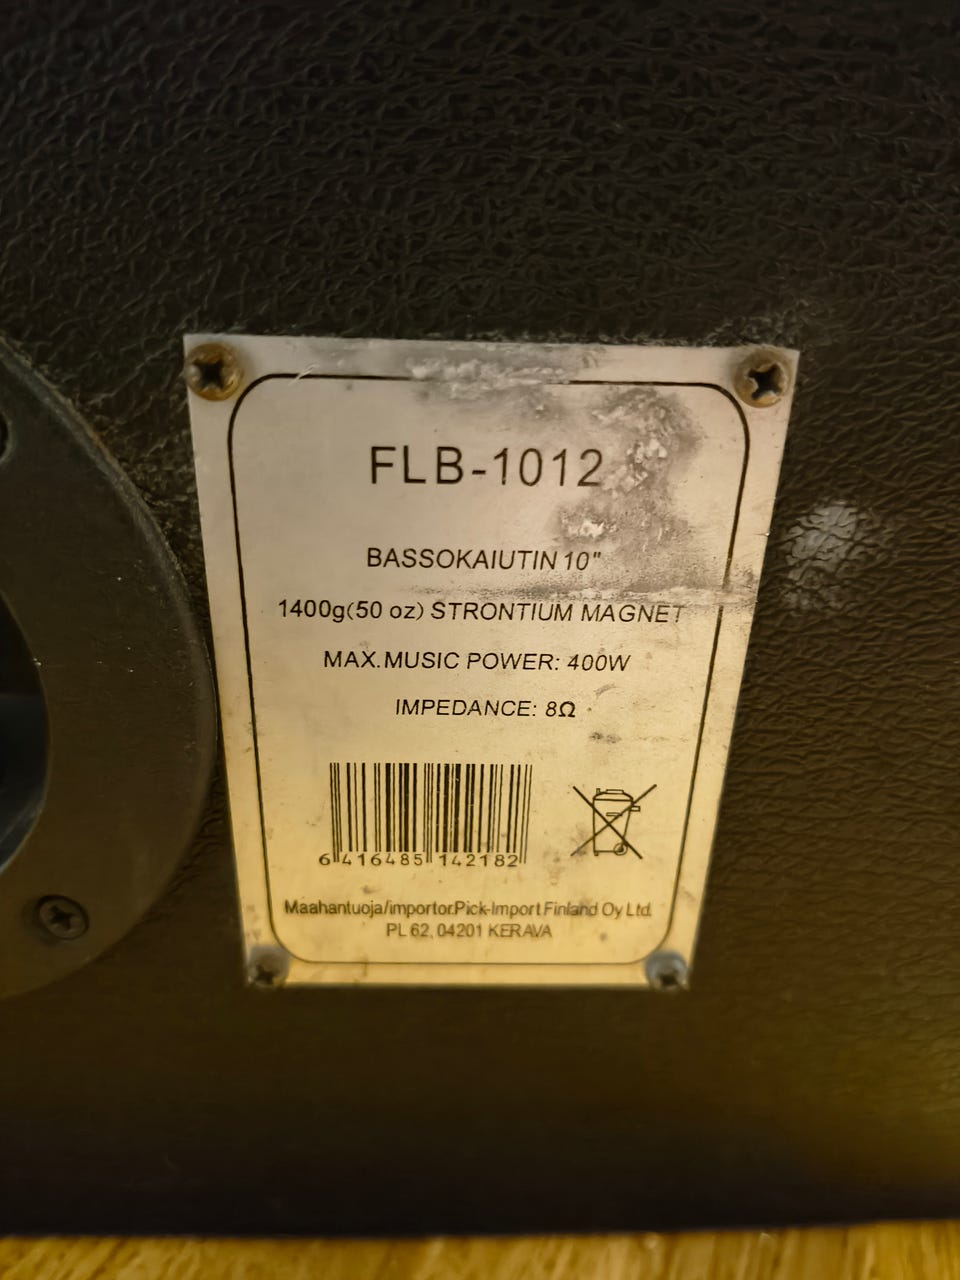 FLB-1012
BASSOKAIUTIN 10"
1400g(50 oz) STRONTIUM MAGNET
MAX.MUSIC POWER: 400W
IMPEDANCE: 8Ω
6 416485 142182
Maahantuoja/importor.Pick-Import Finland Oy Ltd.
PL 62, 04201 KERAVA